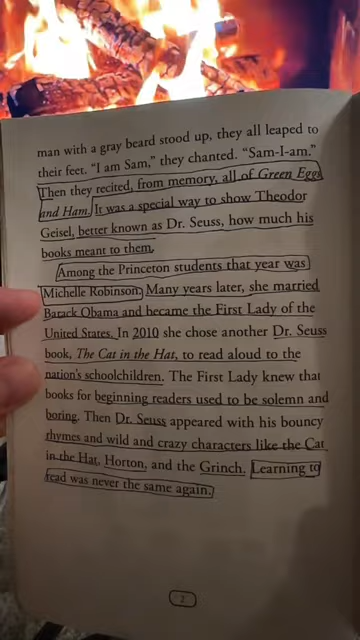 man with a gray beard stood up, they all leaped to
their feet. “I am Sam,” they chanted. “Sam-I-am.”
Then they recited, from memory, all of Green Eggs
and Ham. It was a special way to show Theodor
Geisel, better known as Dr. Seuss, how much his
books meant to them.
Among the Princeton students that year was
Michelle Robinson. Many years later, she married
Barack Obama and became the First Lady of the
United States. In 2010 she chose another Dr. Seuss
book, The Cat in the Hat, to read aloud to the
nation’s schoolchildren. The First Lady knew that
books for beginning readers used to be solemn and
boring. Then Dr. Seuss appeared with his bouncy
rhymes and wild and crazy characters like the Cat
in the Hat, Horton, and the Grinch. Learning to
read was never the same again.
2